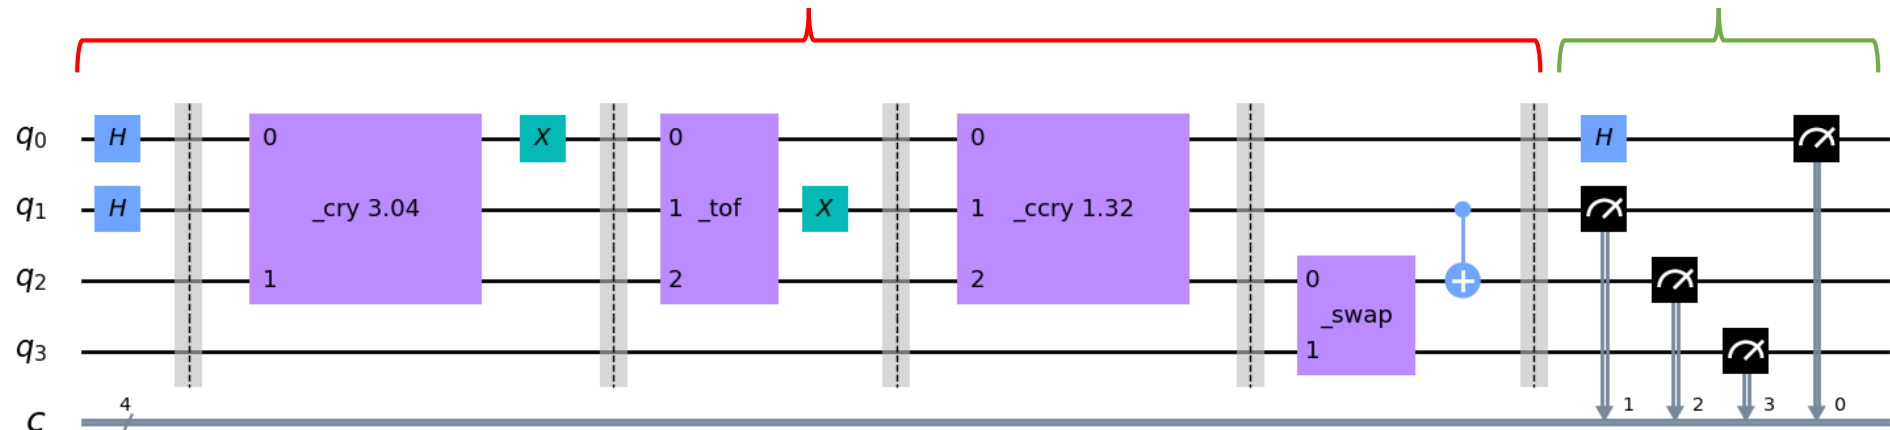 q0 H 0 X 0 0 H
q1 H _cry 3.04 1 _tof X 1 _ccry 1.32
q2 1 2 2 0
_swap
q3 1
c 4 1 2 3 0